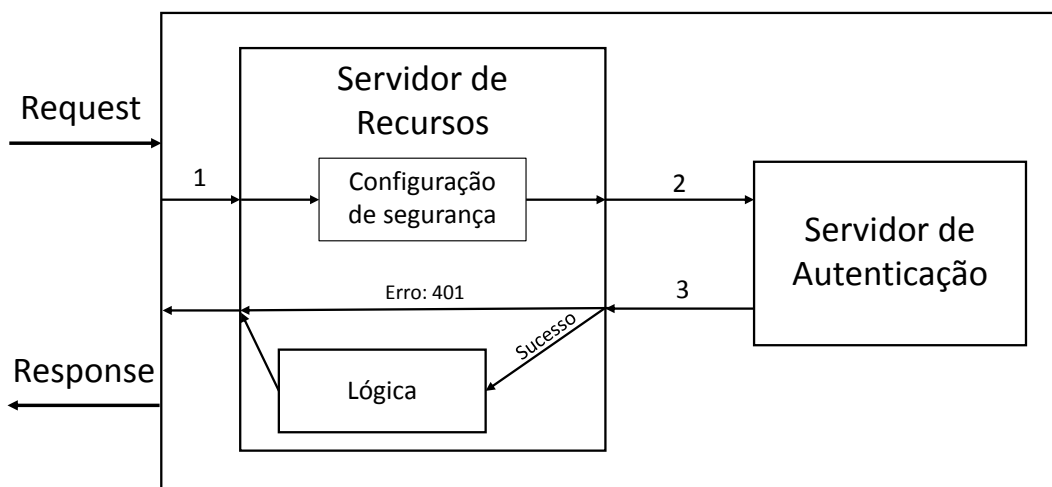 Servidor de
Recursos
Request
1
Configuração
de segurança
2
Servidor de
Autenticação
Erro: 401
3
Sucesso
Response
Lógica